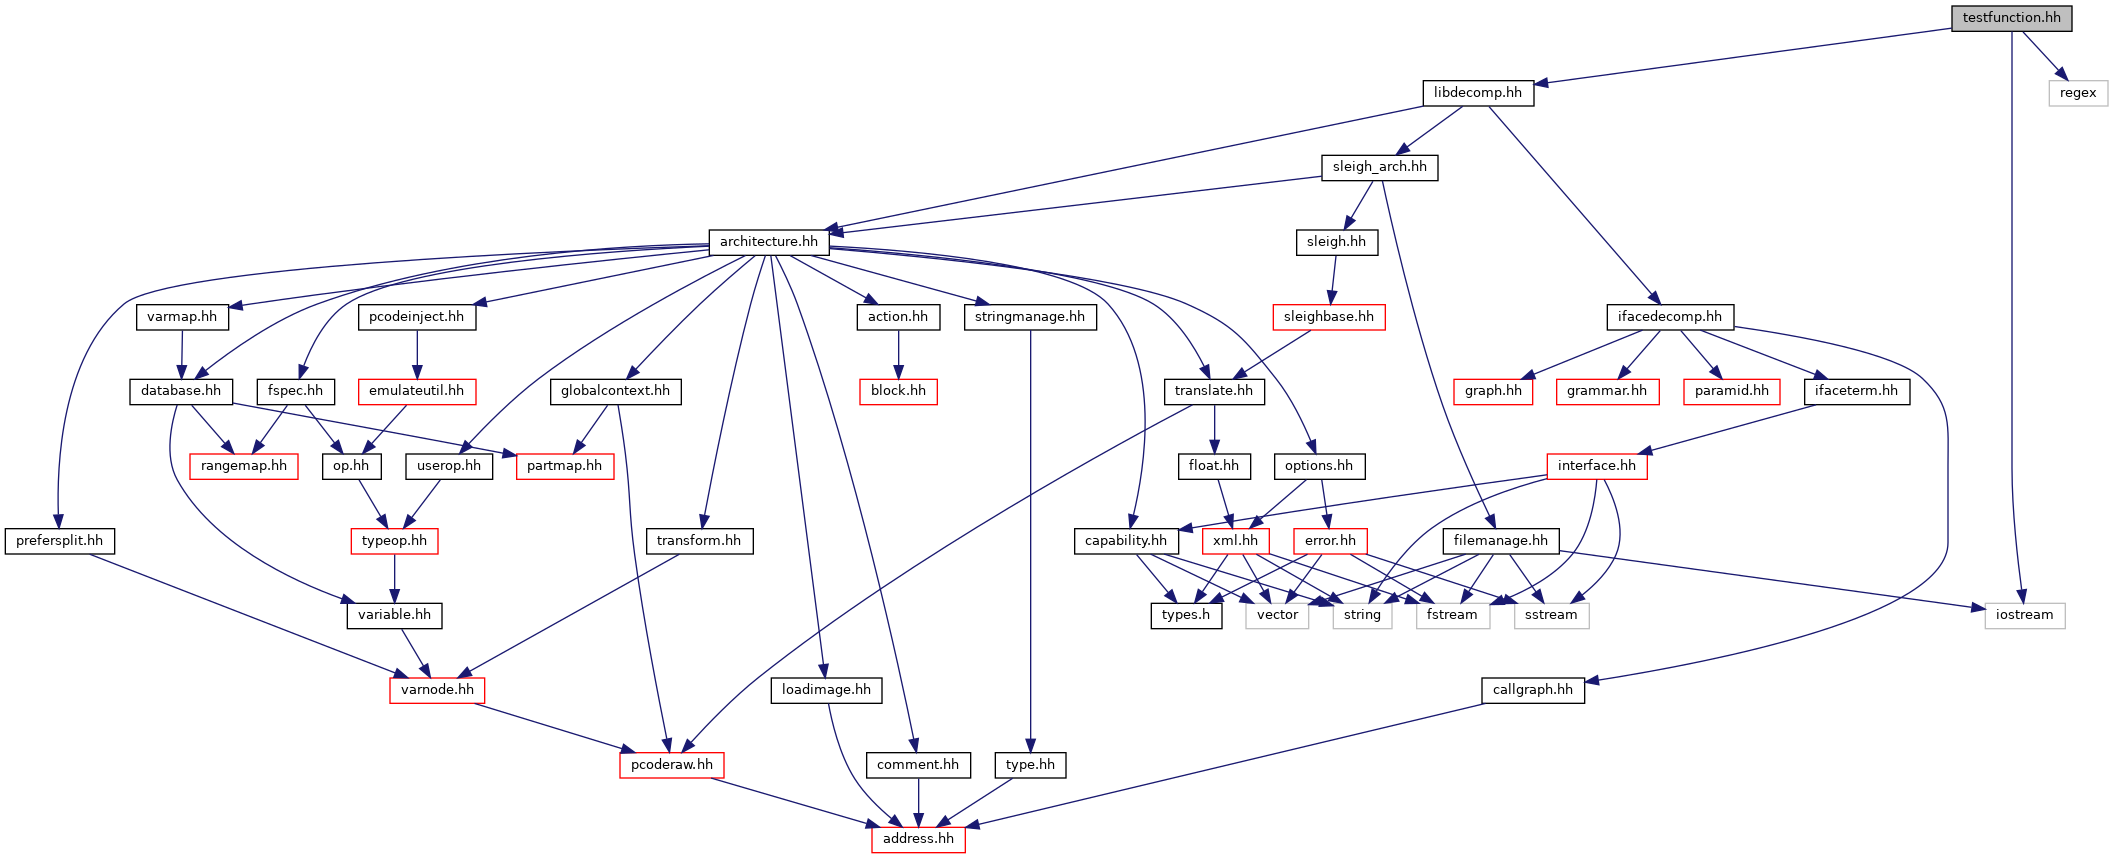 testfunction.hh
libdecomp.hh
regex
sleigh_arch.hh
architecture.hh
sleigh.hh
varmap.hh
pcodeinject.hh
action.hh
stringmanage.hh
sleighbase.hh
ifacedecomp.hh
database.hh
fspec.hh
emulateutil.hh
globalcontext.hh
block.hh
translate.hh
graph.hh
grammar.hh
paramid.hh
ifaceterm.hh
rangemap.hh
op.hh
userop.hh
partmap.hh
float.hh
options.hh
interface.hh
prefersplit.hh
typeop.hh
transform.hh
capability.hh
xml.hh
error.hh
filemanage.hh
variable.hh
types.h
vector
string
fstream
sstream
iostream
varnode.hh
loadimage.hh
callgraph.hh
pcoderaw.hh
comment.hh
type.hh
address.hh